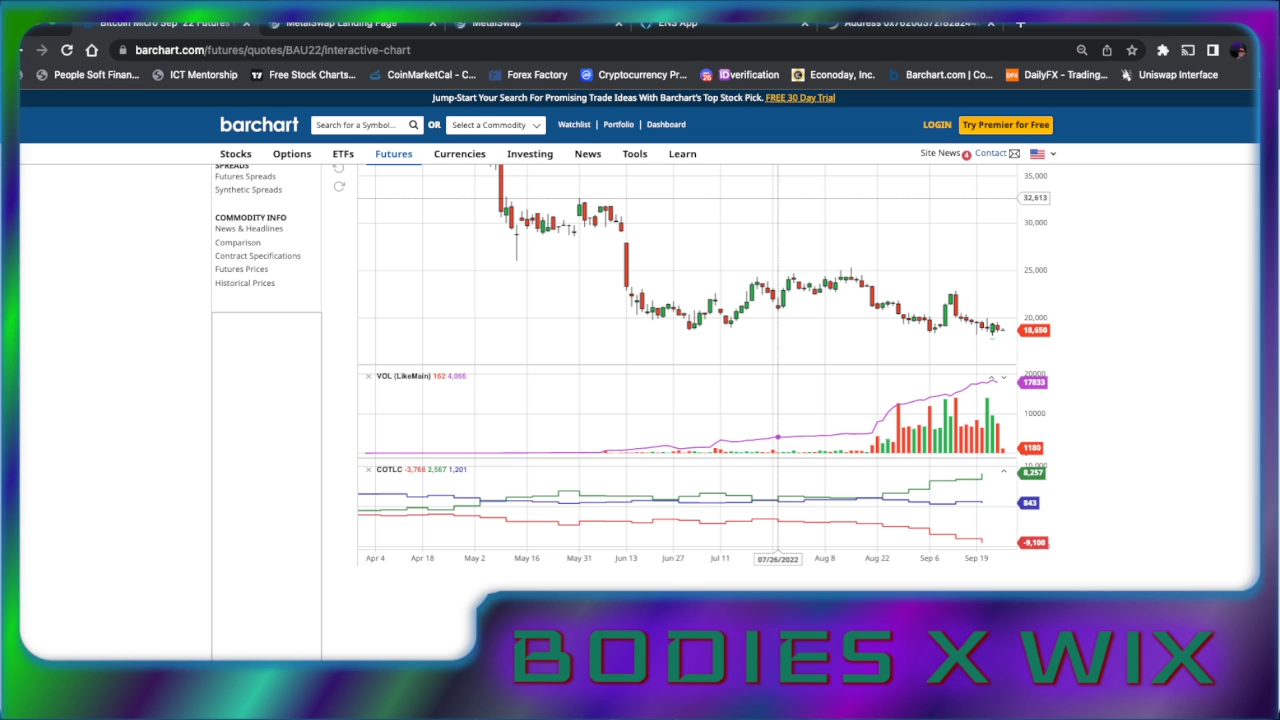 Bitcoin Micro Sep '22 Futures
MetalSwap Landing Page
MetalSwap
ENS App
barchart.com/futures/quotes/BAU22/interactive-chart
People Soft Finan...
ICT Mentorship
Free Stock Charts...
CoinMarketCal - C...
Forex Factory
Cryptocurrency Pr...
IDverification
Econoday, Inc.
Barchart.com | Co...
DailyFX - Trading...
Uniswap Interface
Jump-Start Your Search For Promising Trade Ideas With Barchart's Top Stock Pick. FREE 30 Day Trial
barchart
Search for a Symbol...
OR
Select a Commodity
Watchlist | Portfolio | Dashboard
LOGIN
Try Premier for Free
Stocks
Options
ETFs
Futures
Currencies
Investing
News
Tools
Learn
Site News 4
Contact
SPREADS
Futures Spreads
Synthetic Spreads
COMMODITY INFO
News & Headlines
Comparison
Contract Specifications
Futures Prices
Historical Prices
35,000
32,613
30,000
25,000
20,000
18,650
VOL (LikeMain) 162 4,066
20000
17833
10000
1180
COTLC -3,768 2,567 1,201
10,000
8,257
843
-9,100
Apr 4
Apr 18
May 2
May 16
May 31
Jun 13
Jun 27
Jul 11
07/26/2022
Aug 8
Aug 22
Sep 6
Sep 19
BODIES X WIX